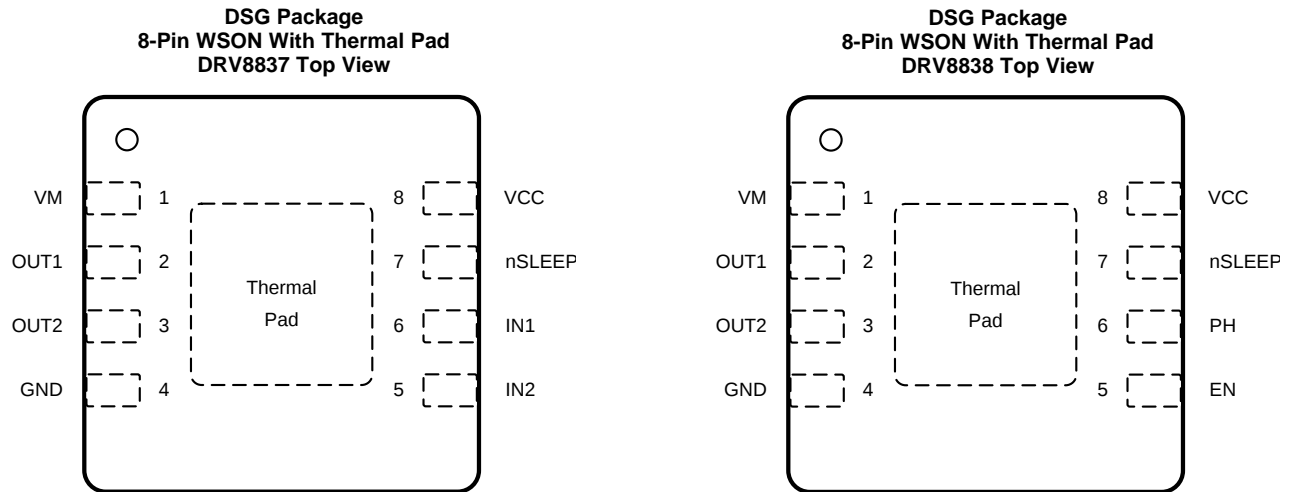 DSG Package
8-Pin WSON With Thermal Pad
DRV8837 Top View
VM 1 8 VCC
OUT1 2 7 nSLEEP
Thermal
Pad
OUT2 3 6 IN1
GND 4 5 IN2
DSG Package
8-Pin WSON With Thermal Pad
DRV8838 Top View
VM 1 8 VCC
OUT1 2 7 nSLEEP
Thermal
Pad
OUT2 3 6 PH
GND 4 5 EN